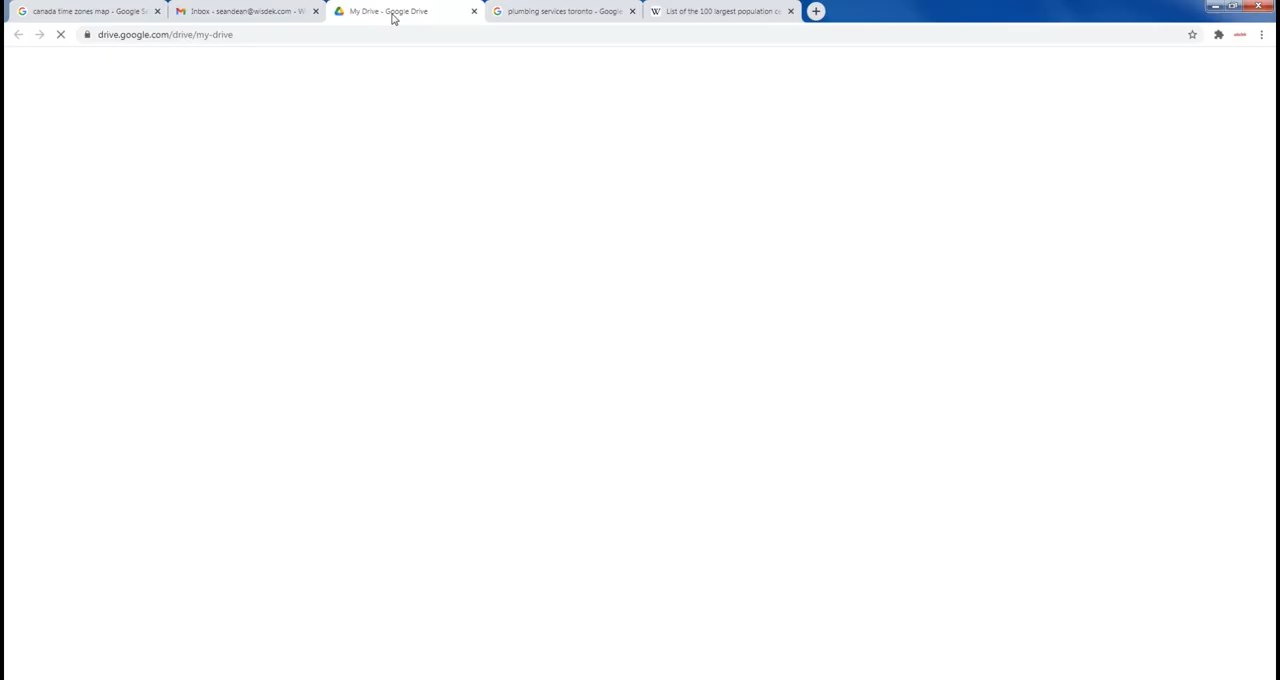 canada time zones map - Google S
Inbox - seandean@wisdek.com - W
My Drive - Google Drive
plumbing services toronto - Google
List of the 100 largest population c
drive.google.com/drive/my-drive